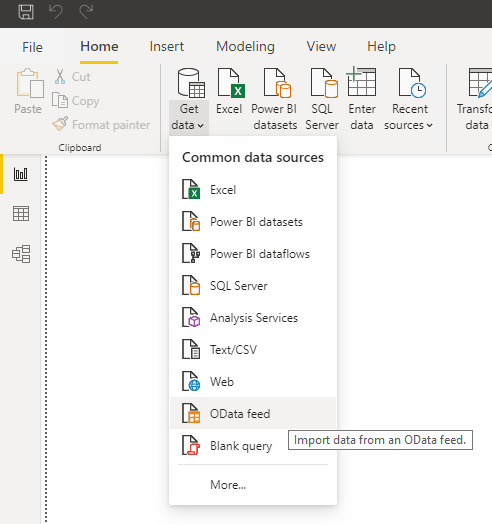 File Home Insert Modeling View Help
Paste
Cut
Copy
Format painter
Clipboard
Get
data
Excel
Power BI
datasets
SQL
Server
Enter
data
Recent
sources
Transfo
data
Common data sources
Excel
Power BI datasets
Power BI dataflows
SQL Server
Analysis Services
Text/CSV
Web
OData feed
Import data from an OData feed.
Blank query
More...